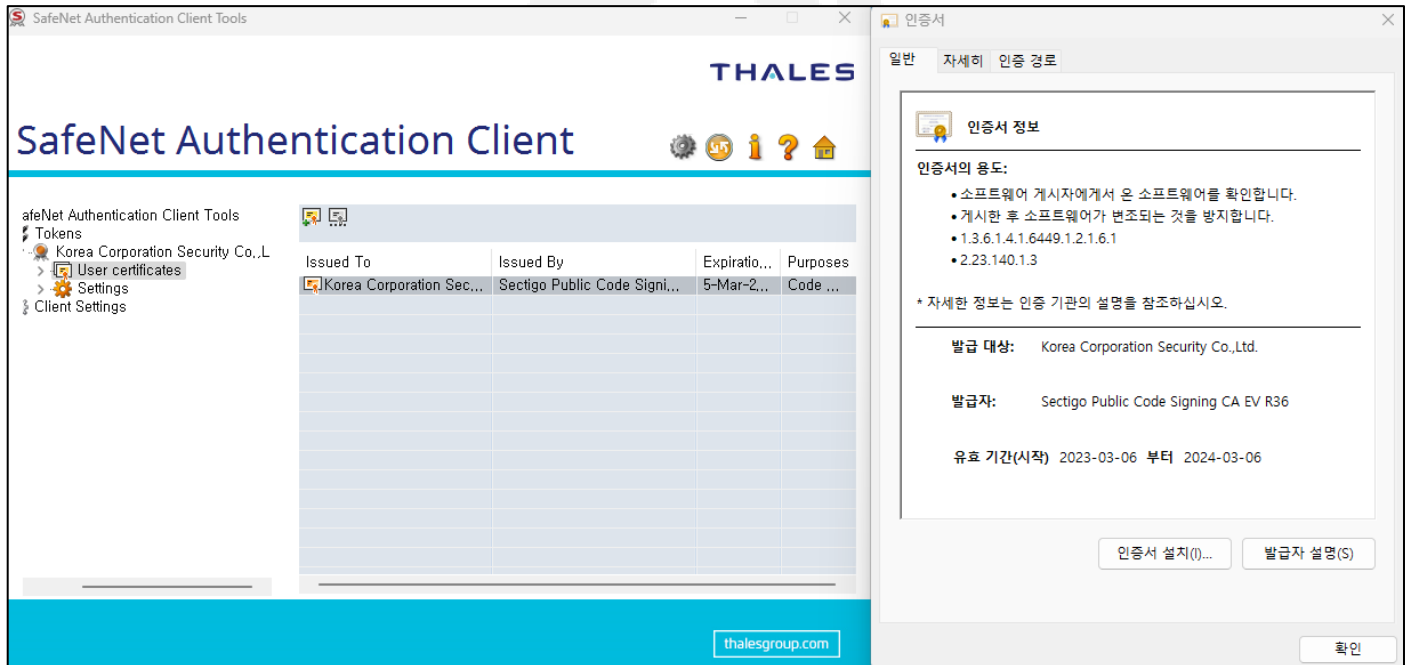 SafeNet Authentication Client Tools
THALES
SafeNet Authentication Client
afeNet Authentication Client Tools
Tokens
Korea Corporation Security Co,,L
User certificates
Settings
Client Settings
Issued To Issued By Expiratio... Purposes
Korea Corporation Sec... Sectigo Public Code Signi... 5-Mar-2... Code ...
thalesgroup.com
인증서
일반 자세히 인증 경로
인증서 정보
인증서의 용도:
•소프트웨어 게시자에게서 온 소프트웨어를 확인합니다.
•게시한 후 소프트웨어가 변조되는 것을 방지합니다.
•1.3.6.1.4.1.6449.1.2.1.6.1
•2.23.140.1.3
* 자세한 정보는 인증 기관의 설명을 참조하십시오.
발급 대상: Korea Corporation Security Co.,Ltd.
발급자: Sectigo Public Code Signing CA EV R36
유효 기간(시작) 2023-03-06 부터 2024-03-06
인증서 설치(I)... 발급자 설명(S)
확인